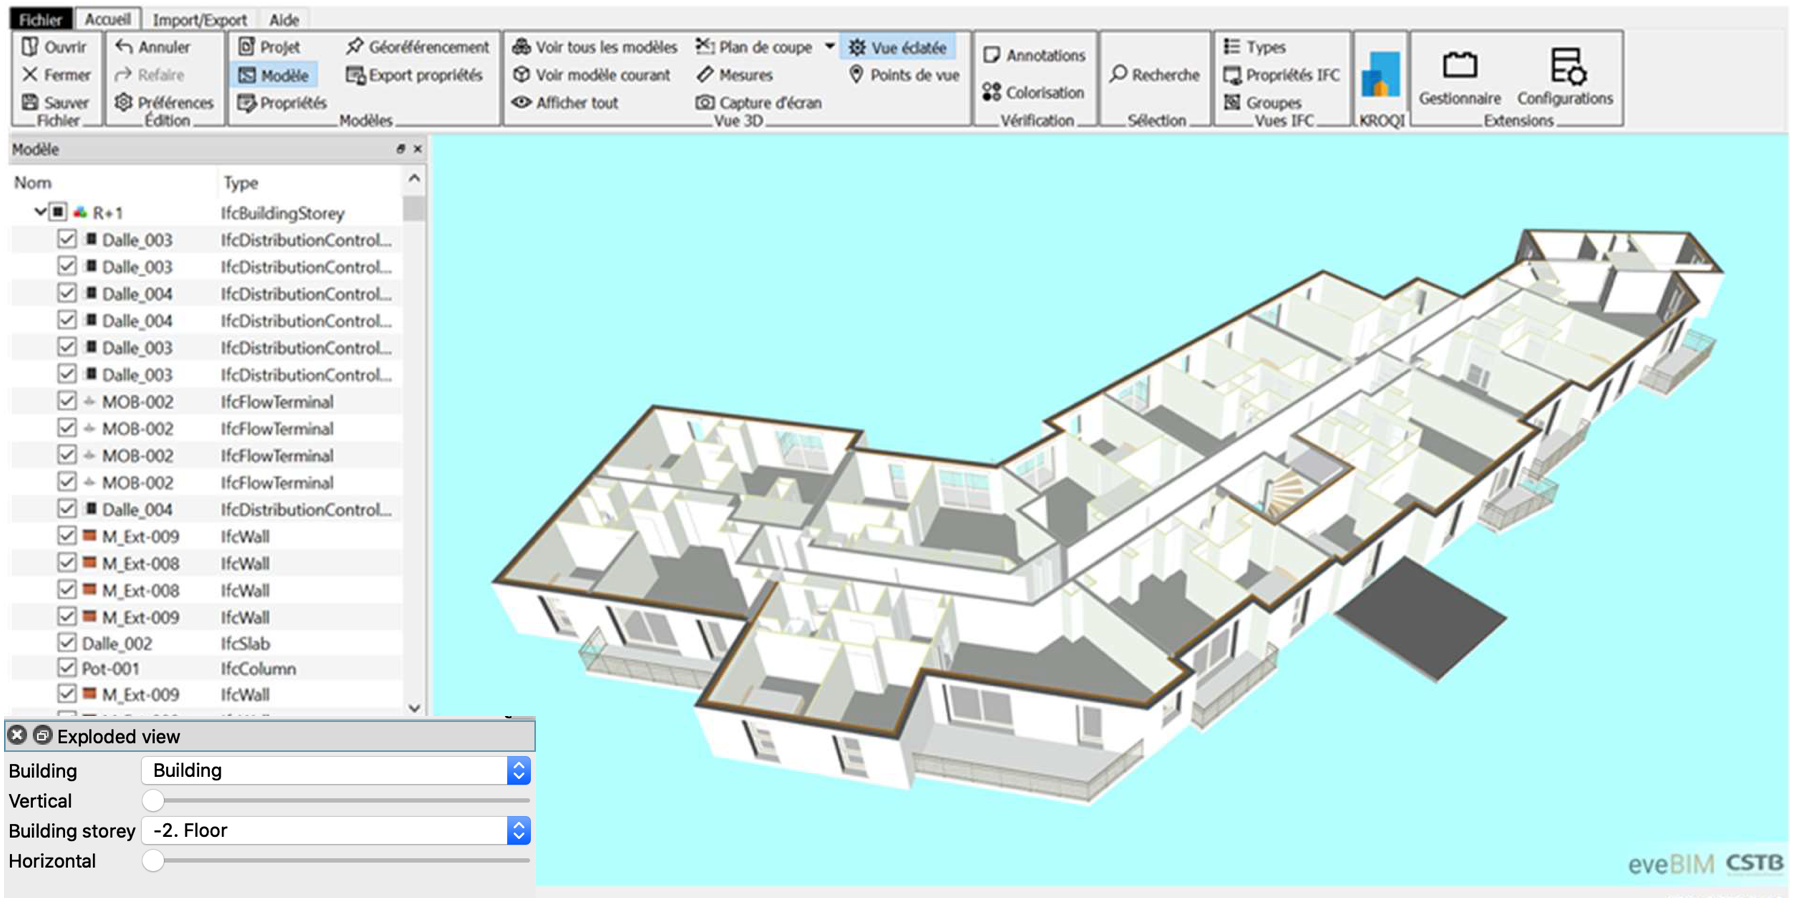 Fichier Accueil Import/Export Aide
Ouvrir Annuler Projet Géoréférencement Voir tous les modèles Plan de coupe Vue éclatée Annotations Types
Fermer Refaire Modèle Export propriétés Voir modèle courant Mesures Points de vue Recherche Propriétés IFC
Sauver Préférences Propriétés Afficher tout Capture d'écran Colorisation Groupes Gestionnaire Configurations
Fichier Édition Modèles Vue 3D Vérification Sélection Vues IFC KROQI Extensions
Modèle
Nom Type
R+1 IfcBuildingStorey
Dalle_003 IfcDistributionControl...
Dalle_003 IfcDistributionControl...
Dalle_004 IfcDistributionControl...
Dalle_004 IfcDistributionControl...
Dalle_003 IfcDistributionControl...
Dalle_003 IfcDistributionControl...
MOB-002 IfcFlowTerminal
MOB-002 IfcFlowTerminal
MOB-002 IfcFlowTerminal
MOB-002 IfcFlowTerminal
Dalle_004 IfcDistributionControl...
M_Ext-009 IfcWall
M_Ext-008 IfcWall
M_Ext-008 IfcWall
M_Ext-009 IfcWall
Dalle_002 IfcSlab
Pot-001 IfcColumn
M_Ext-009 IfcWall
Exploded view
Building Building
Vertical
Building storey -2. Floor
Horizontal
eveBIM CSTB